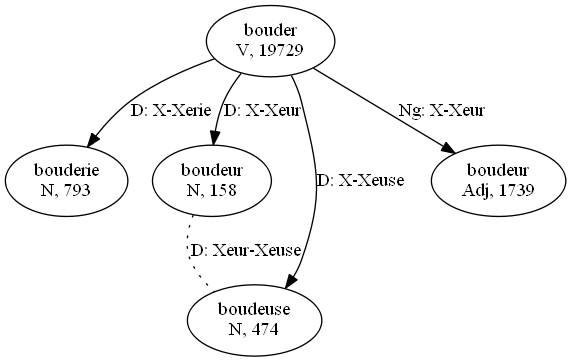 bouder
V, 19729
D: X-Xerie
D: X-Xeur
Ng: X-Xeur
bouderie
N, 793
boudeur
N, 158
D: X-Xeuse
boudeur
Adj, 1739
D: Xeur-Xeuse
boudeuse
N, 474